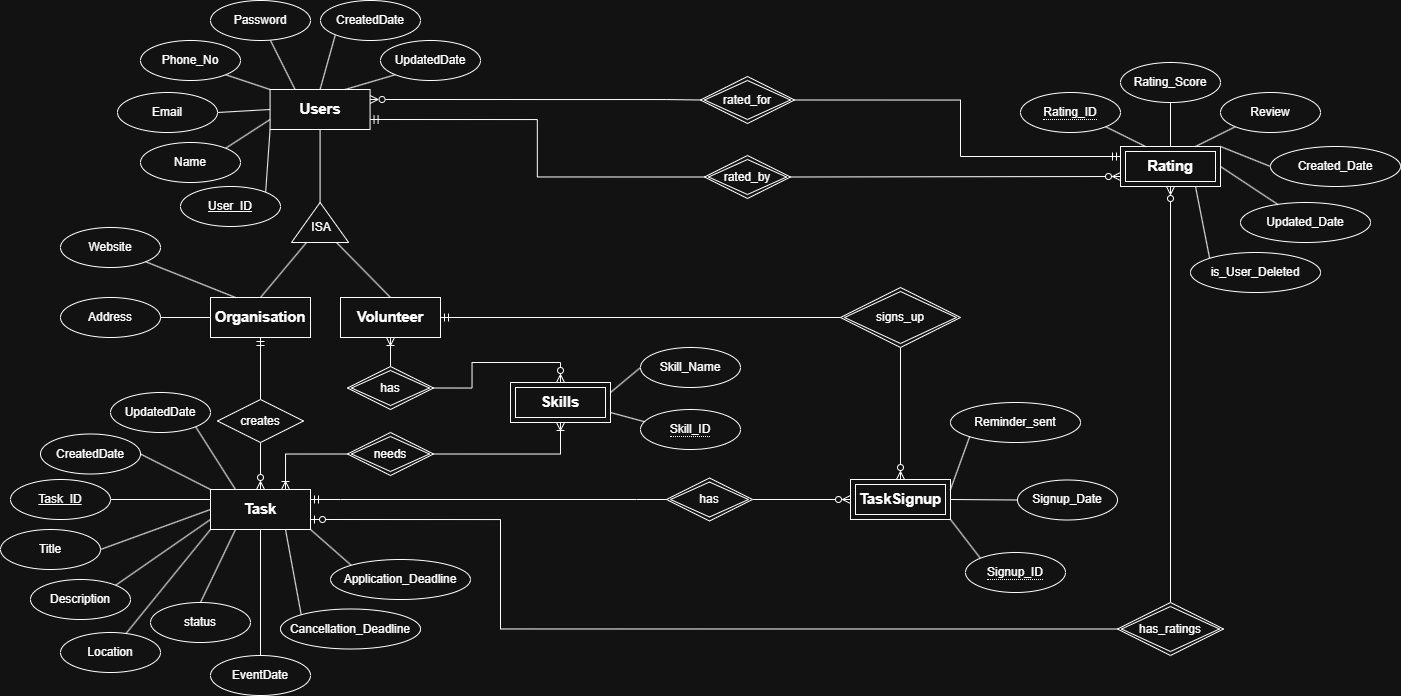 Password
CreatedDate
Phone_No
UpdatedDate
Users
Email
Name
User_ID
ISA
rated_for
rated_by
Rating_Score
Rating_ID
Review
Rating
Created_Date
Updated_Date
is_User_Deleted
Website
Address
Organisation
Volunteer
signs_up
has
Skills
Skill_Name
Skill_ID
creates
needs
UpdatedDate
CreatedDate
Task_ID
Task
Title
Description
Location
status
EventDate
Cancellation_Deadline
Application_Deadline
has
TaskSignup
Reminder_sent
Signup_Date
Signup_ID
has_ratings